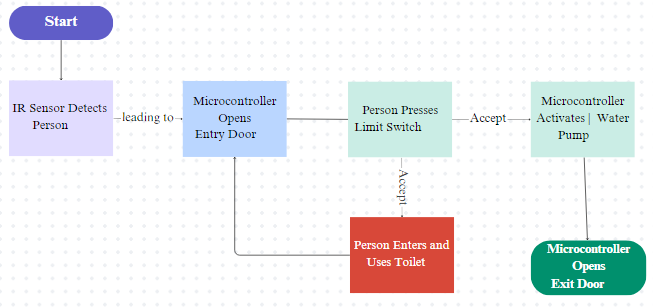 Start
IR Sensor Detects
Person
leading to
Microcontroller
Opens
Entry Door
Person Presses
Limit Switch
Accept
Microcontroller
Activates | Water
Pump
Accept
Person Enters and
Uses Toilet
Microcontroller
Opens
Exit Door